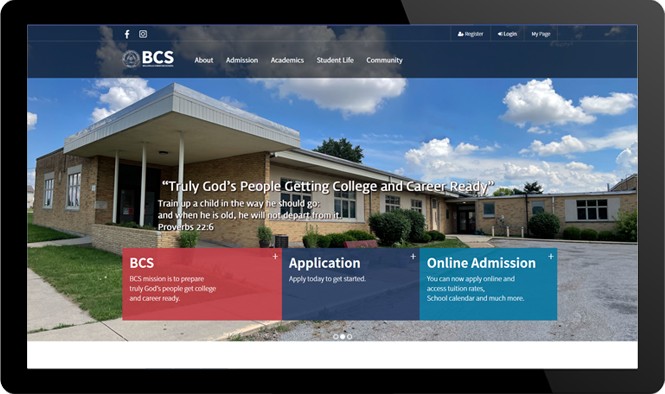 Register
Login
My Page
BCS
About
Admission
Academics
Student Life
Community
“Truly God’s People Getting College and Career Ready”
Train up a child in the way he should go:
and when he is old, he will not depart from it.
Proverbs 22:6
BCS
+
BCS mission is to prepare
truly God’s people get college
and career ready.
Application
+
Apply today to get started.
Online Admission
+
You can now apply online and
access tuition rates,
School calendar and much more.